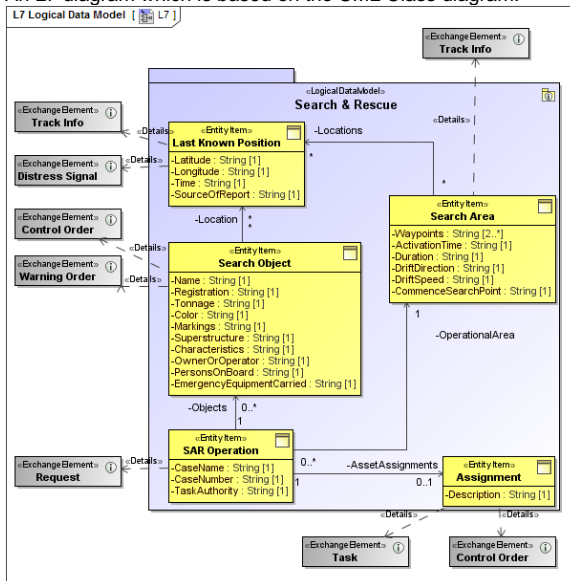 An L7 diagram which is based on the UML Class diagram.
L7 Logical Data Model [ L7 ]
«ExchangeElement»
Track Info
«LogicalDataModel»
Search & Rescue
«Details»
«ExchangeElement»
Track Info
«Details»
«EntityItem»
Last Known Position
-Latitude : String [1]
-Longitude : String [1]
-Time : String [1]
-SourceOfReport : String [1]
-Locations
*
*
«ExchangeElement»
Distress Signal
«Details»
«EntityItem»
Search Area
-Waypoints : String [2..*]
-ActivationTime : String [1]
-Duration : String [1]
-DriftDirection : String [1]
-DriftSpeed : String [1]
-CommenceSearchPoint : String [1]
-Location
*
*
«ExchangeElement»
Control Order
«Details»
«ExchangeElement»
Warning Order
«Details»
«EntityItem»
Search Object
-Name : String [1]
-Registration : String [1]
-Tonnage : String [1]
-Color : String [1]
-Markings : String [1]
-Superstructure : String [1]
-Characteristics : String [1]
-OwnerOrOperator : String [1]
-PersonsOnBoard : String [1]
-EmergencyEquipmentCarried : String [1]
1
-OperationalArea
-Objects
0..*
1
«EntityItem»
SAR Operation
-CaseName : String [1]
-CaseNumber : String [1]
-TaskAuthority : String [1]
«ExchangeElement»
Request
«Details»
0..*
-AssetAssignments
1
0..1
«EntityItem»
Assignment
-Description : String [1]
«Details»
«Details»
«ExchangeElement»
Task
«ExchangeElement»
Control Order